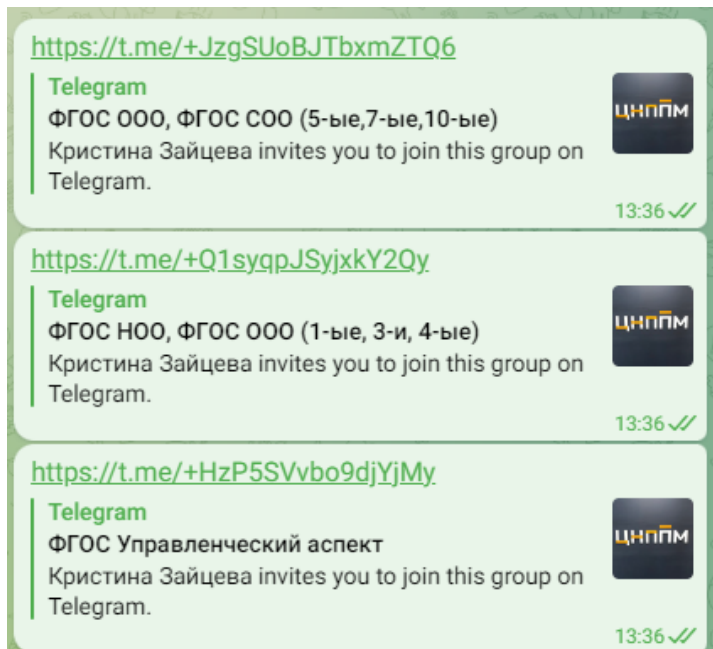 https://t.me/+JzgSUoBJTbxmZTQ6
Telegram
ФГОС ООО, ФГОС СОО (5-ые,7-ые,10-ые)
Кристина Зайцева invites you to join this group on
Telegram.
ЦНППМ
13:36
https://t.me/+Q1syqpJSyjxkY2Qy
Telegram
ФГОС НОО, ФГОС ООО (1-ые, 3-и, 4-ые)
Кристина Зайцева invites you to join this group on
Telegram.
ЦНППМ
13:36
https://t.me/+HzP5SVvbo9djYjMy
Telegram
ФГОС Управленческий аспект
Кристина Зайцева invites you to join this group on
Telegram.
ЦНППМ
13:36